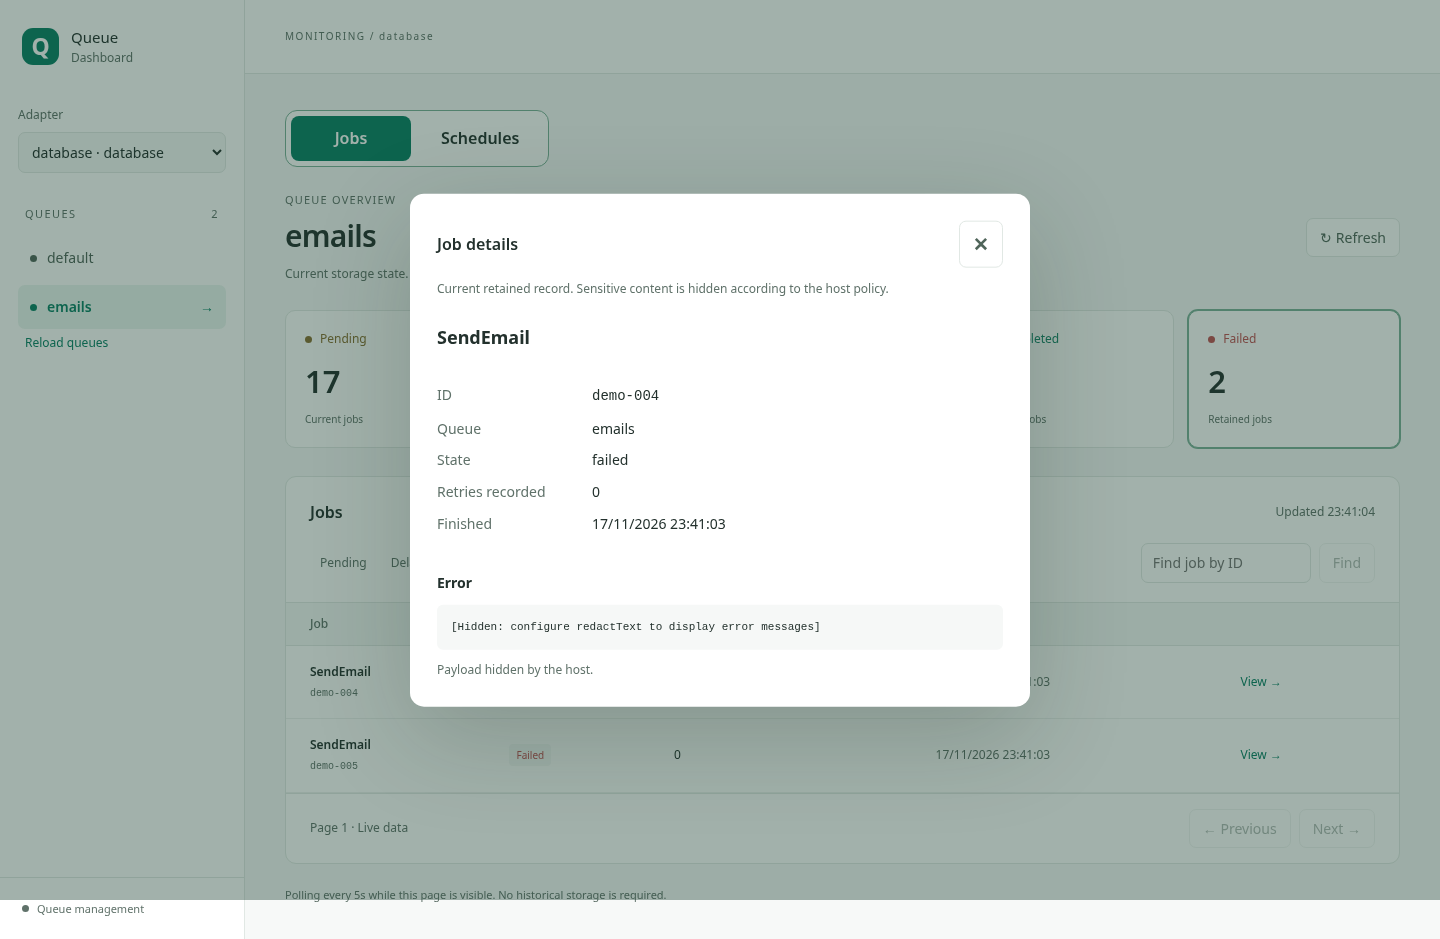 Q
Queue
Dashboard
Adapter
database · database
QUEUES 2
default
emails →
Reload queues
Queue management
MONITORING / database
Jobs Schedules
QUEUE OVERVIEW
emails
Current storage state.
↻ Refresh
Pending
17
Current jobs
Failed
2
Retained jobs
Jobs
Updated 23:41:04
Pending
Find job by ID Find
Job
SendEmail
demo-004
View →
SendEmail
demo-005
Failed 0 17/11/2026 23:41:03 View →
Page 1 · Live data
← Previous Next →
Polling every 5s while this page is visible. No historical storage is required.
Job details
✕
Current retained record. Sensitive content is hidden according to the host policy.
SendEmail
ID demo-004
Queue emails
State failed
Retries recorded 0
Finished 17/11/2026 23:41:03
Error
[Hidden: configure redactText to display error messages]
Payload hidden by the host.